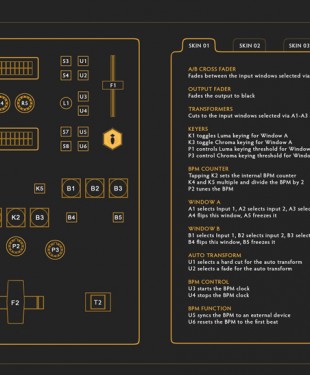 S3 U1
S4 U2
F1
U3
R4 R5 L1
U4
S7 U5
S8 U6
K5 B1 B2 B3
K2 K3 B3 B4 B5
P2
P3
F2 T2
SKIN 01 SKIN 02 SKIN 03
A/B CROSS FADER
Fades between the input windows selected via
OUTPUT FADER
Fades the output to black
TRANSFORMERS
Cuts to the input windows selected via A1-A3
KEYERS
K1 toggles Luma keying for Window A
K3 toggle Chroma keying for Window A
P1 controls Luma keying threshold for Window
P3 control Chroma keying threshold for Window
BPM COUNTER
Tapping K2 sets the internal BPM counter
K4 and K5 multiple and divide the BPM by 2
P2 tunes the BPM
WINDOW A
A1 selects Input 1, A2 selects Input 2, A3 selec
A4 flips this window, A5 freezes it
WINDOW B
B1 selects Input 1, B2 selects Input 2, B3 select
B4 flips this window, B5 freezes it
AUTO TRANSFORM
U1 selects a hard cut for the auto transform
U2 selects a fade for the auto transform
BPM CONTROL
U3 starts the BPM clock
U4 stops the BPM clock
BPM FUNCTION
U5 syncs the BPM to an external device
U6 resets the BPM to the first beat